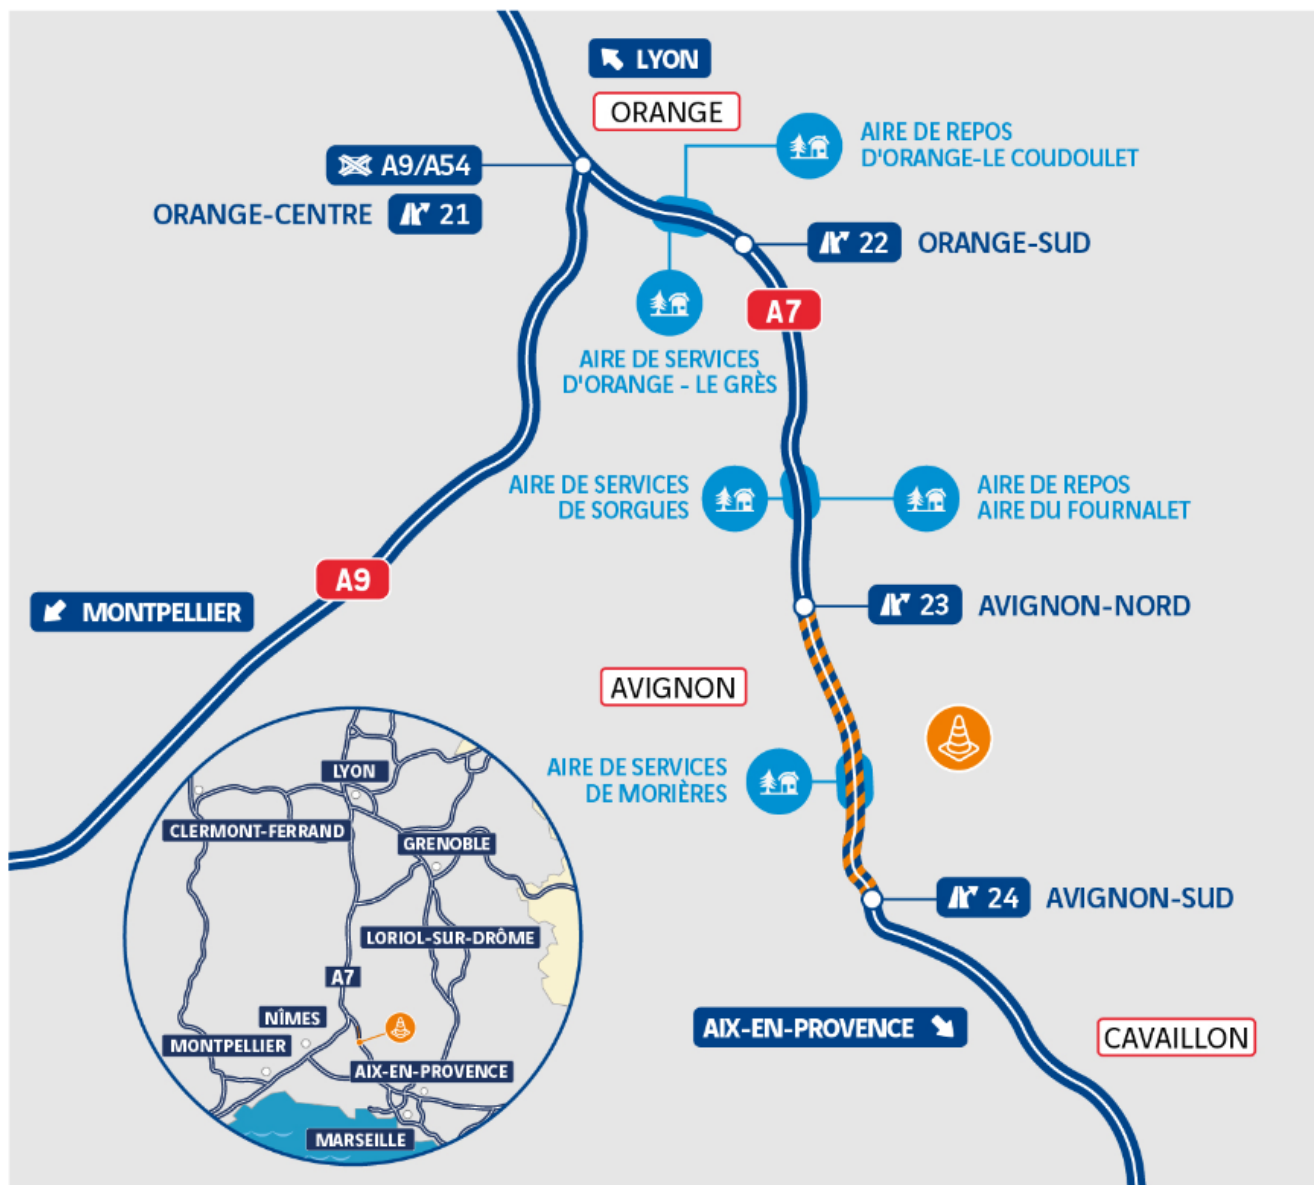 LYON
ORANGE
AIRE DE REPOS
D'ORANGE-LE COUDOULET
A9/A54
ORANGE-CENTRE 21
22 ORANGE-SUD
A7
AIRE DE SERVICES
D'ORANGE - LE GRÈS
AIRE DE SERVICES
DE SORGUES
AIRE DE REPOS
AIRE DU FOURNALET
A9
MONTPELLIER
23 AVIGNON-NORD
AVIGNON
AIRE DE SERVICES
DE MORIÈRES
24 AVIGNON-SUD
AIX-EN-PROVENCE
CAVAILLON
LYON
CLERMONT-FERRAND
GRENOBLE
LORIOL-SUR-DRÔME
A7
NÎMES
MONTPELLIER
AIX-EN-PROVENCE
MARSEILLE